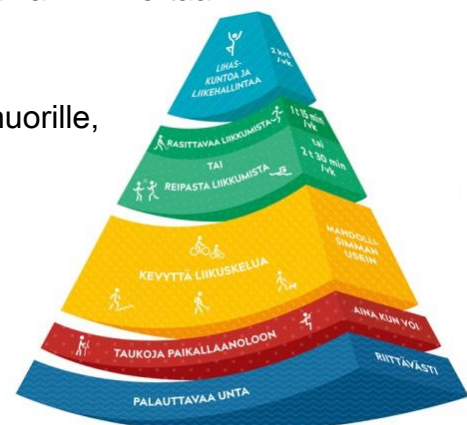 nuorille,
LIHAS-
KUNTOA JA
LIIKEHALLINTAA
2 krt
/vk
RASITTAVAA LIIKKUMISTA
TAI
REIPASTA LIIKKUMISTA
1 t 15 min
/vk
tai
2 t 30 min
/vk
KEVYTTÄ LIIKUSKELUA
MAHDOLLI-
SIMMAN
USEIN
TAUKOJA PAIKALLAANOLOON
AINA KUN VOI
PALAUTTAVAA UNTA
RIITTÄVÄSTI